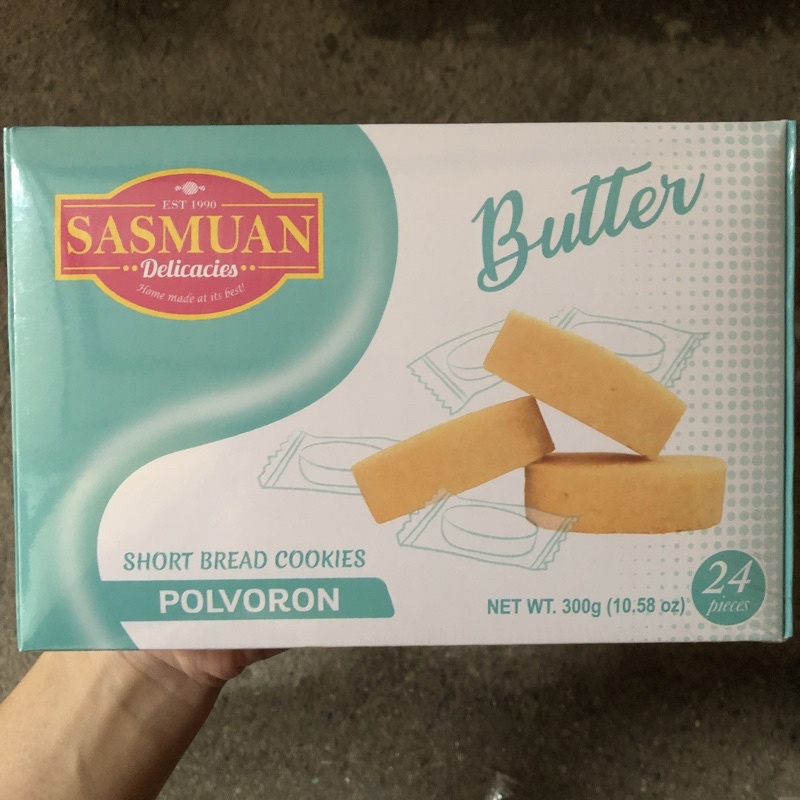 EST 1990
SASMUAN
Delicacies
Home made at its best!
Butter
SHORT BREAD COOKIES
POLVORON
NET WT. 300g (10.58 oz)
24
pieces